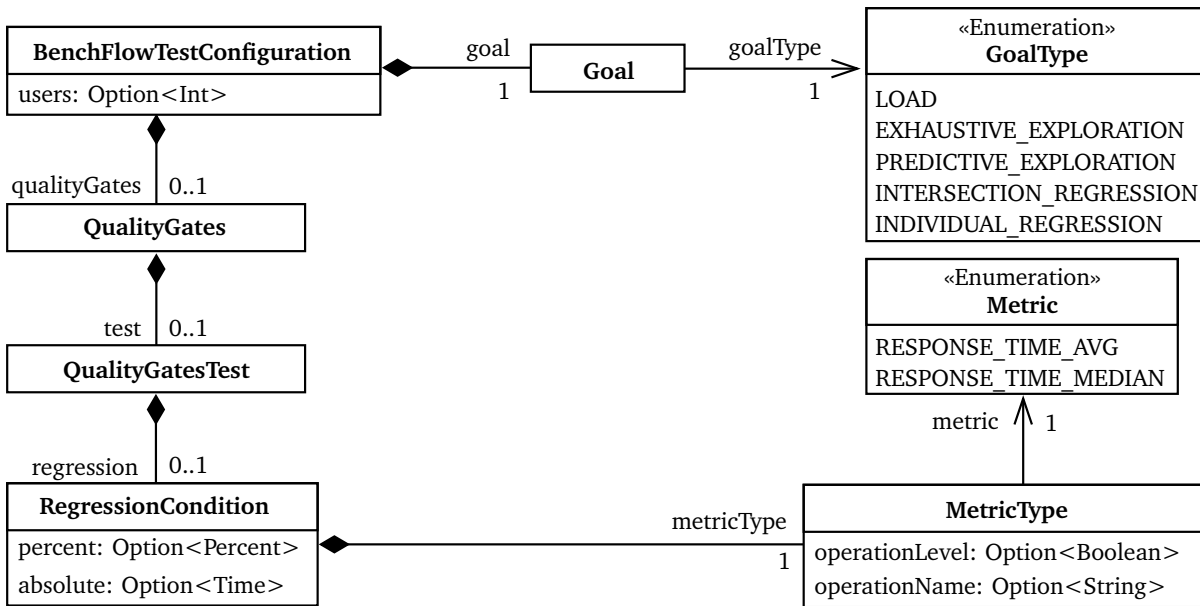 BenchFlowTestConfiguration
users: Option<Int>
goal
1
Goal
goalType
1
«Enumeration»
GoalType
LOAD
EXHAUSTIVE_EXPLORATION
PREDICTIVE_EXPLORATION
INTERSECTION_REGRESSION
INDIVIDUAL_REGRESSION
qualityGates
0..1
QualityGates
test
0..1
QualityGatesTest
regression
0..1
RegressionCondition
percent: Option<Percent>
absolute: Option<Time>
metricType
1
«Enumeration»
Metric
RESPONSE_TIME_AVG
RESPONSE_TIME_MEDIAN
metric
1
MetricType
operationLevel: Option<Boolean>
operationName: Option<String>